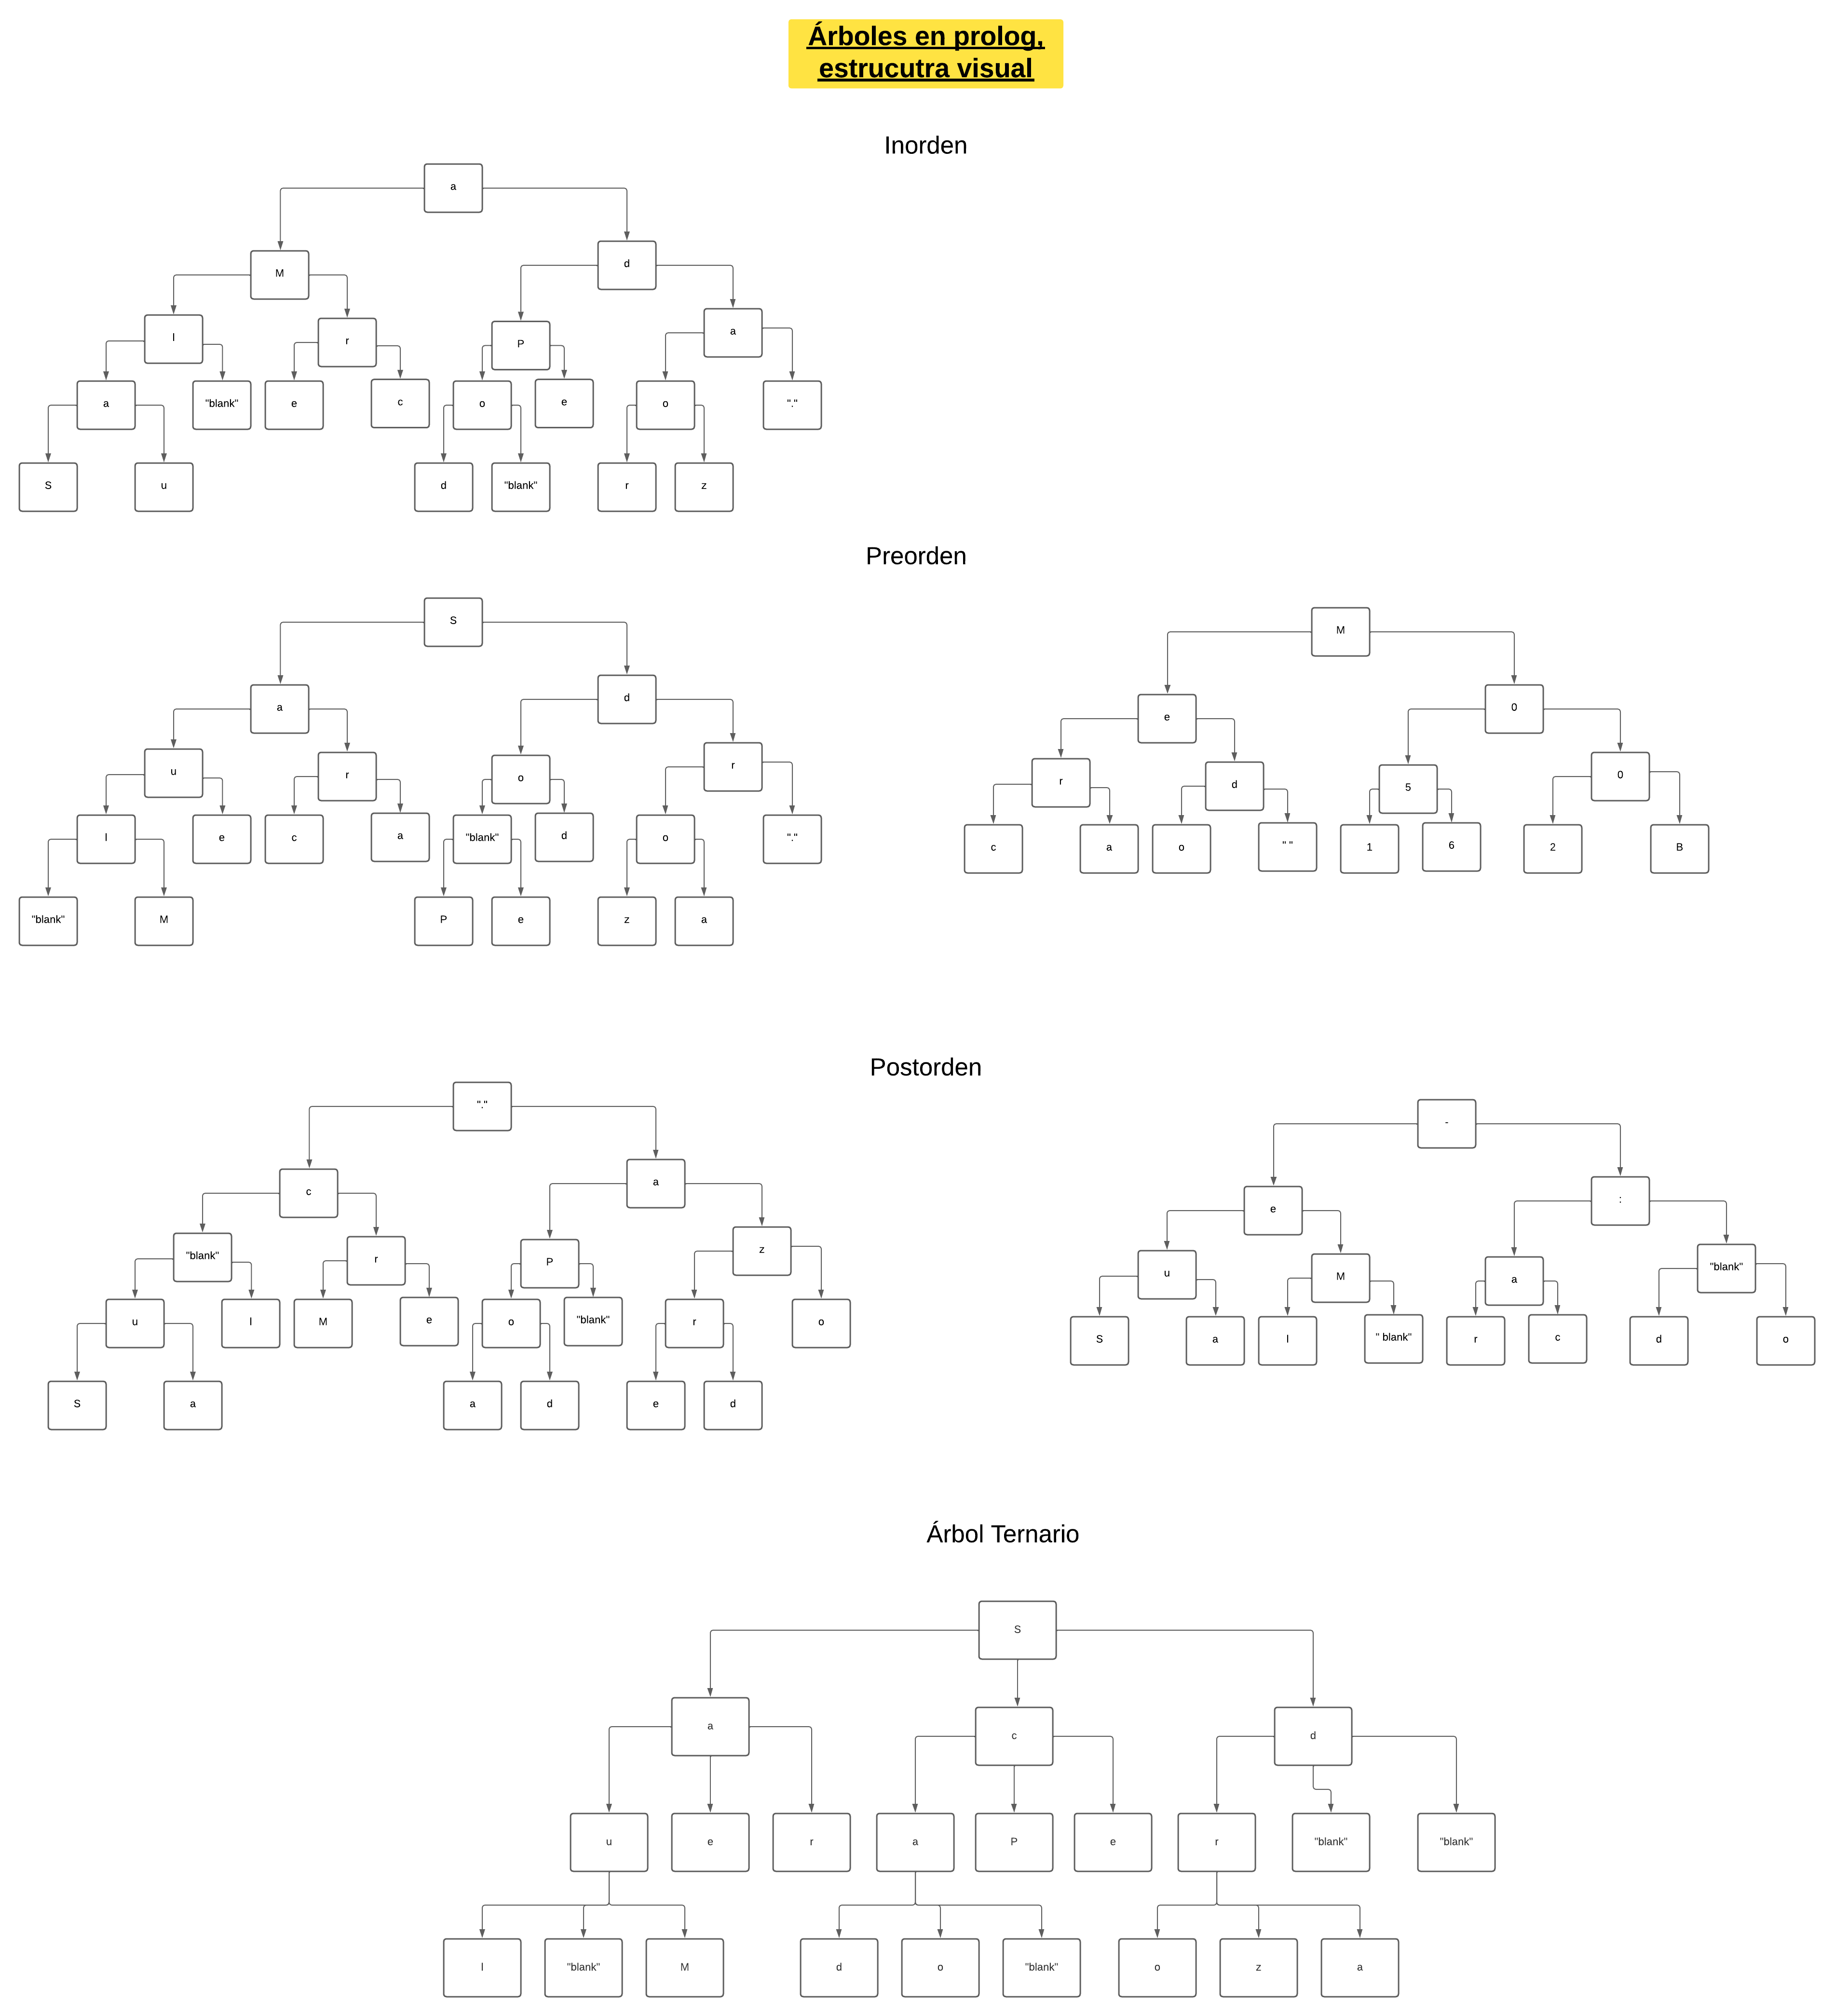 Árboles en prolog,
estrucutra visual
Inorden
a
M
d
l
r
P
a
a
"blank"
e
c
o
e
o
"."
S
u
d
"blank"
r
z
Preorden
S
a
d
u
r
o
r
l
e
c
a
"blank"
d
o
"."
"blank"
M
P
e
z
a
M
e
0
r
d
5
0
c
a
o
" "
1
6
2
B
Postorden
"."
c
a
"blank"
r
P
z
u
l
M
e
o
"blank"
r
o
S
a
a
d
e
d
-
e
:
u
M
a
"blank"
S
a
l
" blank"
r
c
d
o
Árbol Ternario
S
a
c
d
u
e
r
a
P
e
r
"blank"
"blank"
l
"blank"
M
d
o
"blank"
o
z
a